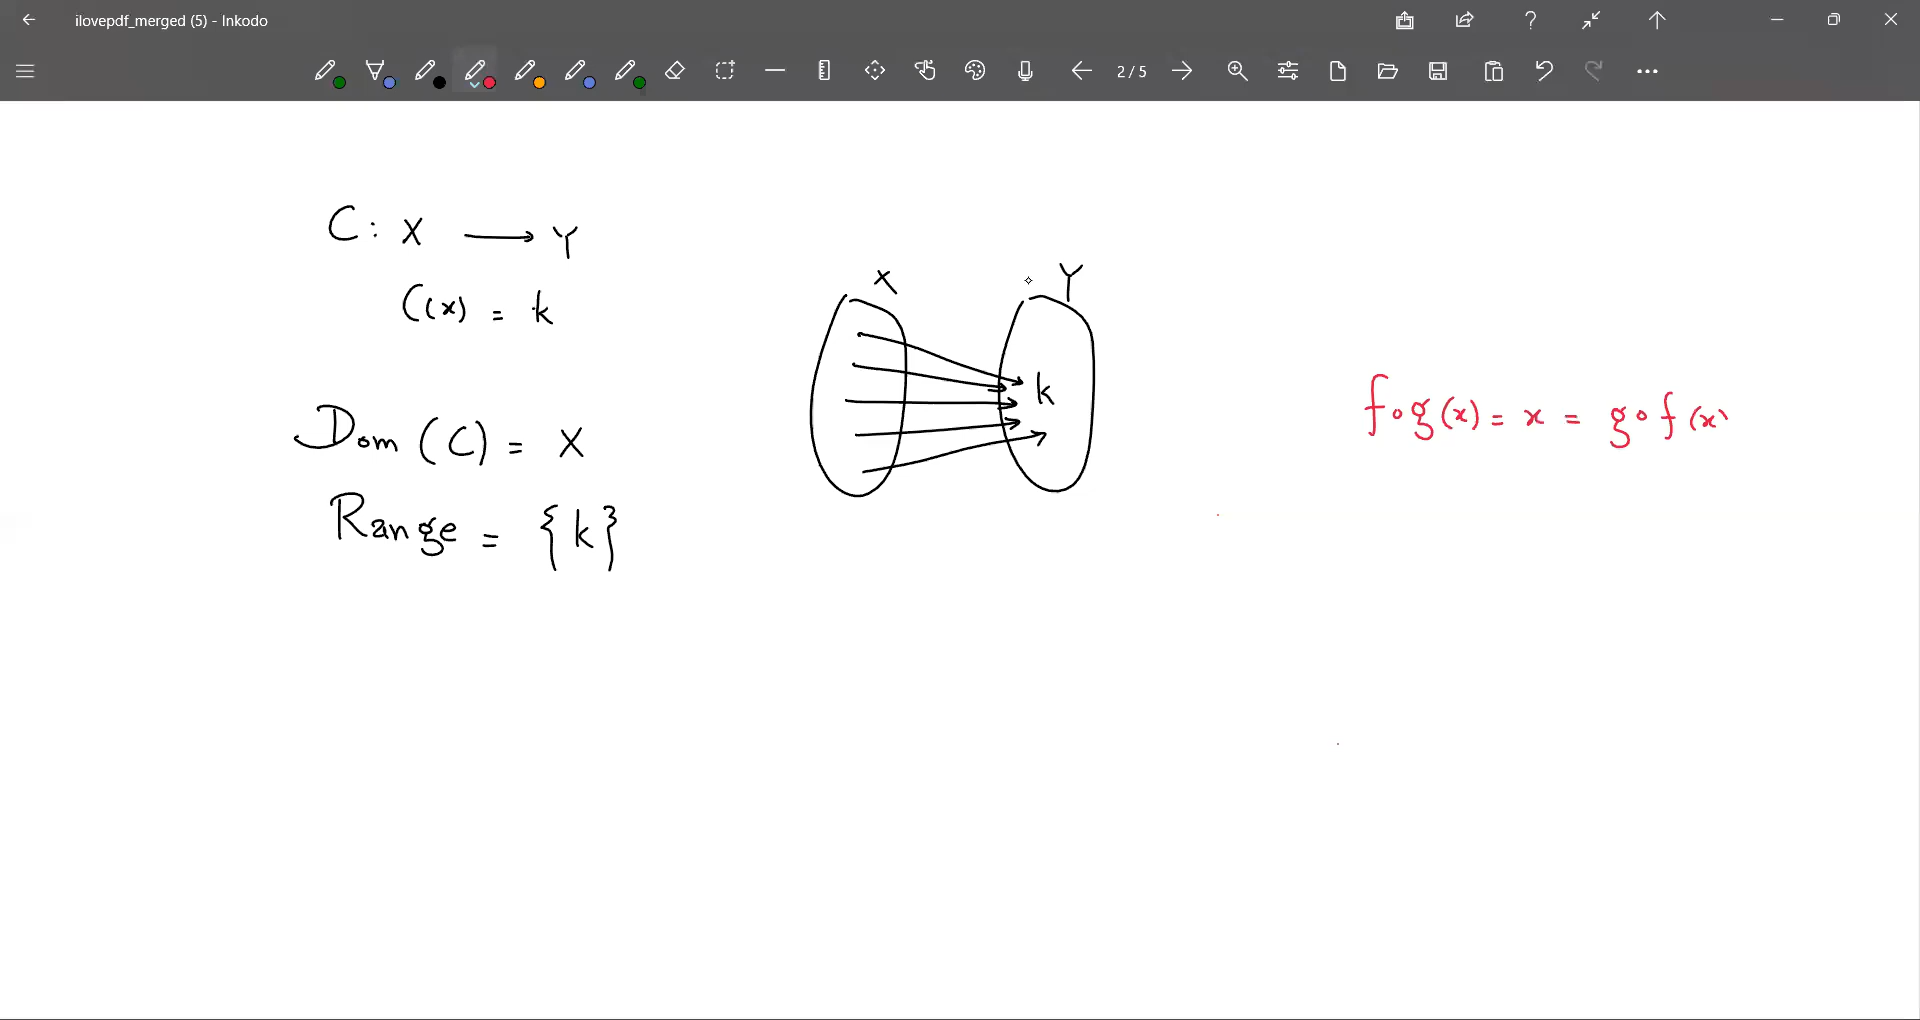 ilovepdf_merged (5) - Inkodo
2 / 5
C: X ⟶ Y
C(x) = k
Dom (C) = X
Range = {k}
X
Y
k
f∘g(x) = x = g∘f(x)